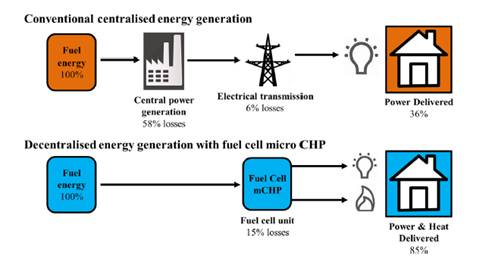 Conventional centralised energy generation
Fuel
energy
100%
Central power
generation
58% losses
Electrical transmission
6% losses
Power Delivered
36%
Decentralised energy generation with fuel cell micro CHP
Fuel
energy
100%
Fuel Cell
mCHP
Fuel cell unit
15% losses
Power & Heat
Delivered
85%